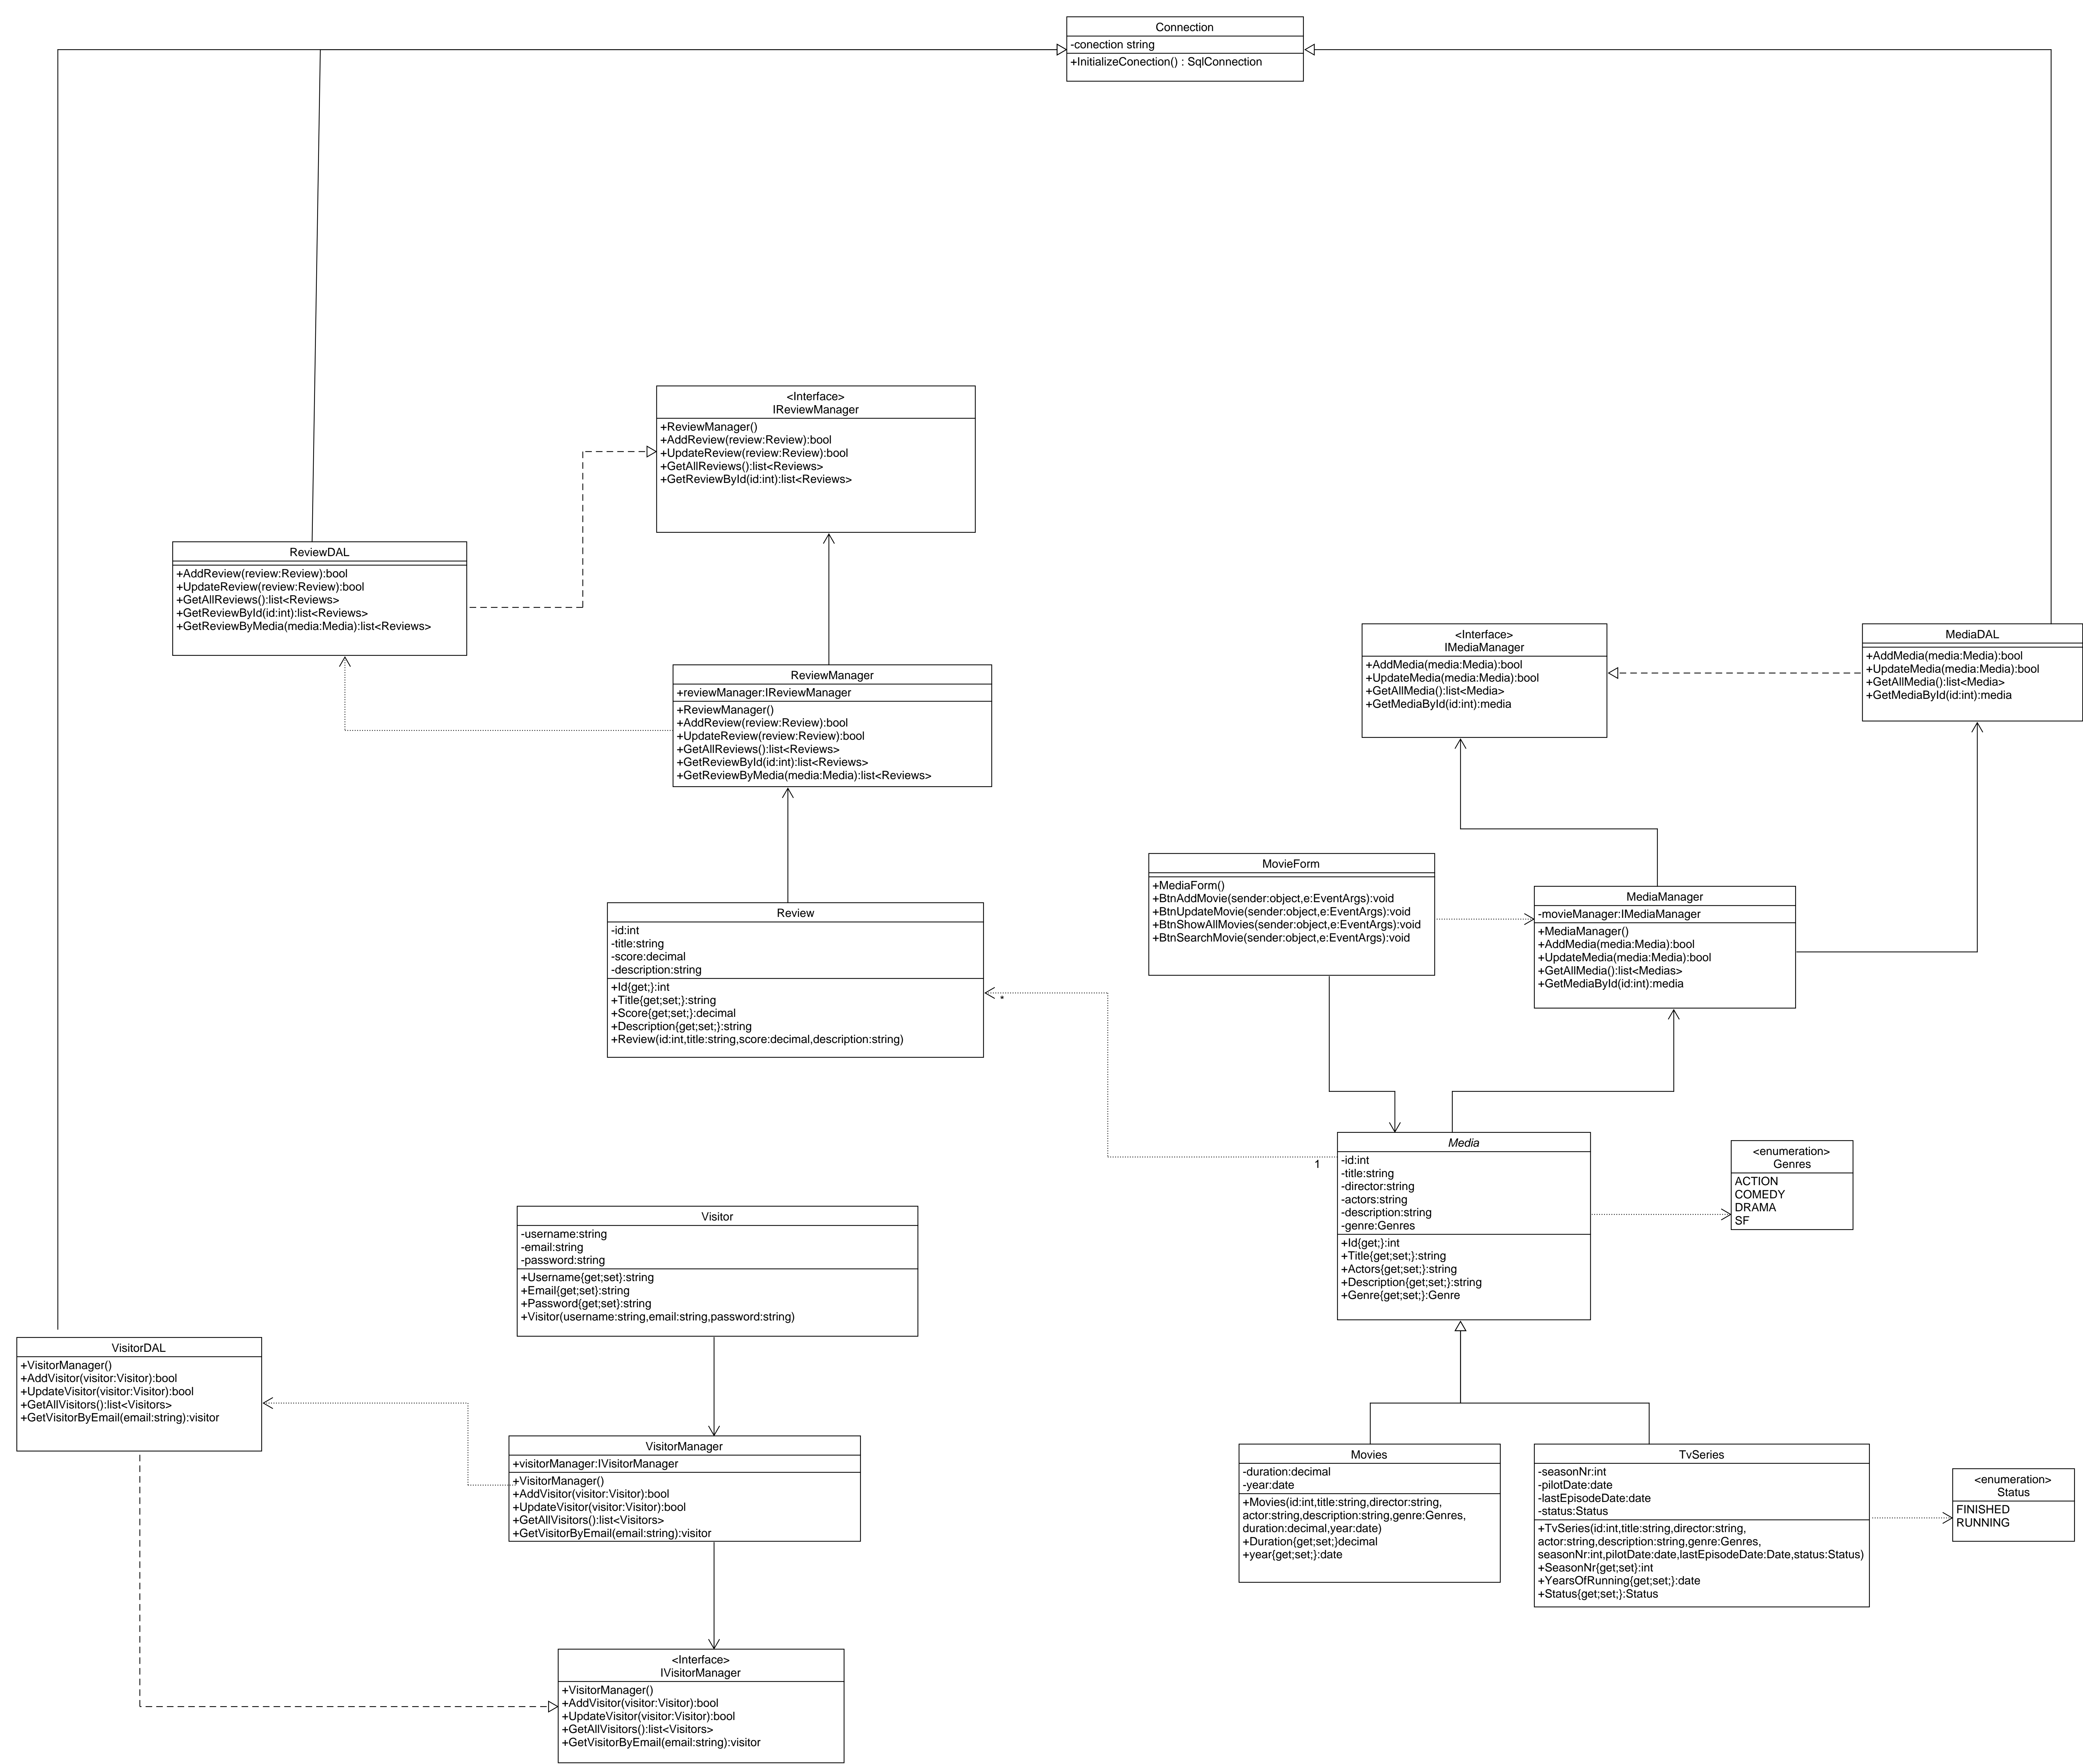 Connection
-conection string
+InitializeConection() : SqlConnection
<Interface>
IReviewManager
+ReviewManager()
+AddReview(review:Review):bool
+UpdateReview(review:Review):bool
+GetAllReviews():list<Reviews>
+GetReviewById(id:int):list<Reviews>
ReviewDAL
+AddReview(review:Review):bool
+UpdateReview(review:Review):bool
+GetAllReviews():list<Reviews>
+GetReviewById(id:int):list<Reviews>
+GetReviewByMedia(media:Media):list<Reviews>
<Interface>
IMediaManager
+AddMedia(media:Media):bool
+UpdateMedia(media:Media):bool
+GetAllMedia():list<Media>
+GetMediaById(id:int):media
MediaDAL
+AddMedia(media:Media):bool
+UpdateMedia(media:Media):bool
+GetAllMedia():list<Media>
+GetMediaById(id:int):media
ReviewManager
+reviewManager:IReviewManager
+ReviewManager()
+AddReview(review:Review):bool
+UpdateReview(review:Review):bool
+GetAllReviews():list<Reviews>
+GetReviewById(id:int):list<Reviews>
+GetReviewByMedia(media:Media):list<Reviews>
MovieForm
+MediaForm()
+BtnAddMovie(sender:object,e:EventArgs):void
+BtnUpdateMovie(sender:object,e:EventArgs):void
+BtnShowAllMovies(sender:object,e:EventArgs):void
+BtnSearchMovie(sender:object,e:EventArgs):void
MediaManager
-movieManager:IMediaManager
+MediaManager()
+AddMedia(media:Media):bool
+UpdateMedia(media:Media):bool
+GetAllMedia():list<Medias>
+GetMediaById(id:int):media
Review
-id:int
-title:string
-score:decimal
-description:string
+Id{get;}:int
+Title{get;set;}:string
+Score{get;set;}:decimal
+Description{get;set;}:string
+Review(id:int,title:string,score:decimal,description:string)
*
1
Media
-id:int
-title:string
-director:string
-actors:string
-description:string
-genre:Genres
+Id{get;}:int
+Title{get;set;}:string
+Actors{get;set;}:string
+Description{get;set;}:string
+Genre{get;set;}:Genre
<enumeration>
Genres
ACTION
COMEDY
DRAMA
SF
Visitor
-username:string
-email:string
-password:string
+Username{get;set}:string
+Email{get;set}:string
+Password{get;set}:string
+Visitor(username:string,email:string,password:string)
VisitorDAL
+VisitorManager()
+AddVisitor(visitor:Visitor):bool
+UpdateVisitor(visitor:Visitor):bool
+GetAllVisitors():list<Visitors>
+GetVisitorByEmail(email:string):visitor
VisitorManager
+visitorManager:IVisitorManager
+VisitorManager()
+AddVisitor(visitor:Visitor):bool
+UpdateVisitor(visitor:Visitor):bool
+GetAllVisitors():list<Visitors>
+GetVisitorByEmail(email:string):visitor
Movies
-duration:decimal
-year:date
+Movies(id:int,title:string,director:string,
actor:string,description:string,genre:Genres,
duration:decimal,year:date)
+Duration{get;set;}decimal
+year{get;set;}:date
TvSeries
-seasonNr:int
-pilotDate:date
-lastEpisodeDate:date
-status:Status
+TvSeries(id:int,title:string,director:string,
actor:string,description:string,genre:Genres,
seasonNr:int,pilotDate:date,lastEpisodeDate:Date,status:Status)
+SeasonNr{get;set}:int
+YearsOfRunning{get;set;}:date
+Status{get;set;}:Status
<enumeration>
Status
FINISHED
RUNNING
<Interface>
IVisitorManager
+VisitorManager()
+AddVisitor(visitor:Visitor):bool
+UpdateVisitor(visitor:Visitor):bool
+GetAllVisitors():list<Visitors>
+GetVisitorByEmail(email:string):visitor